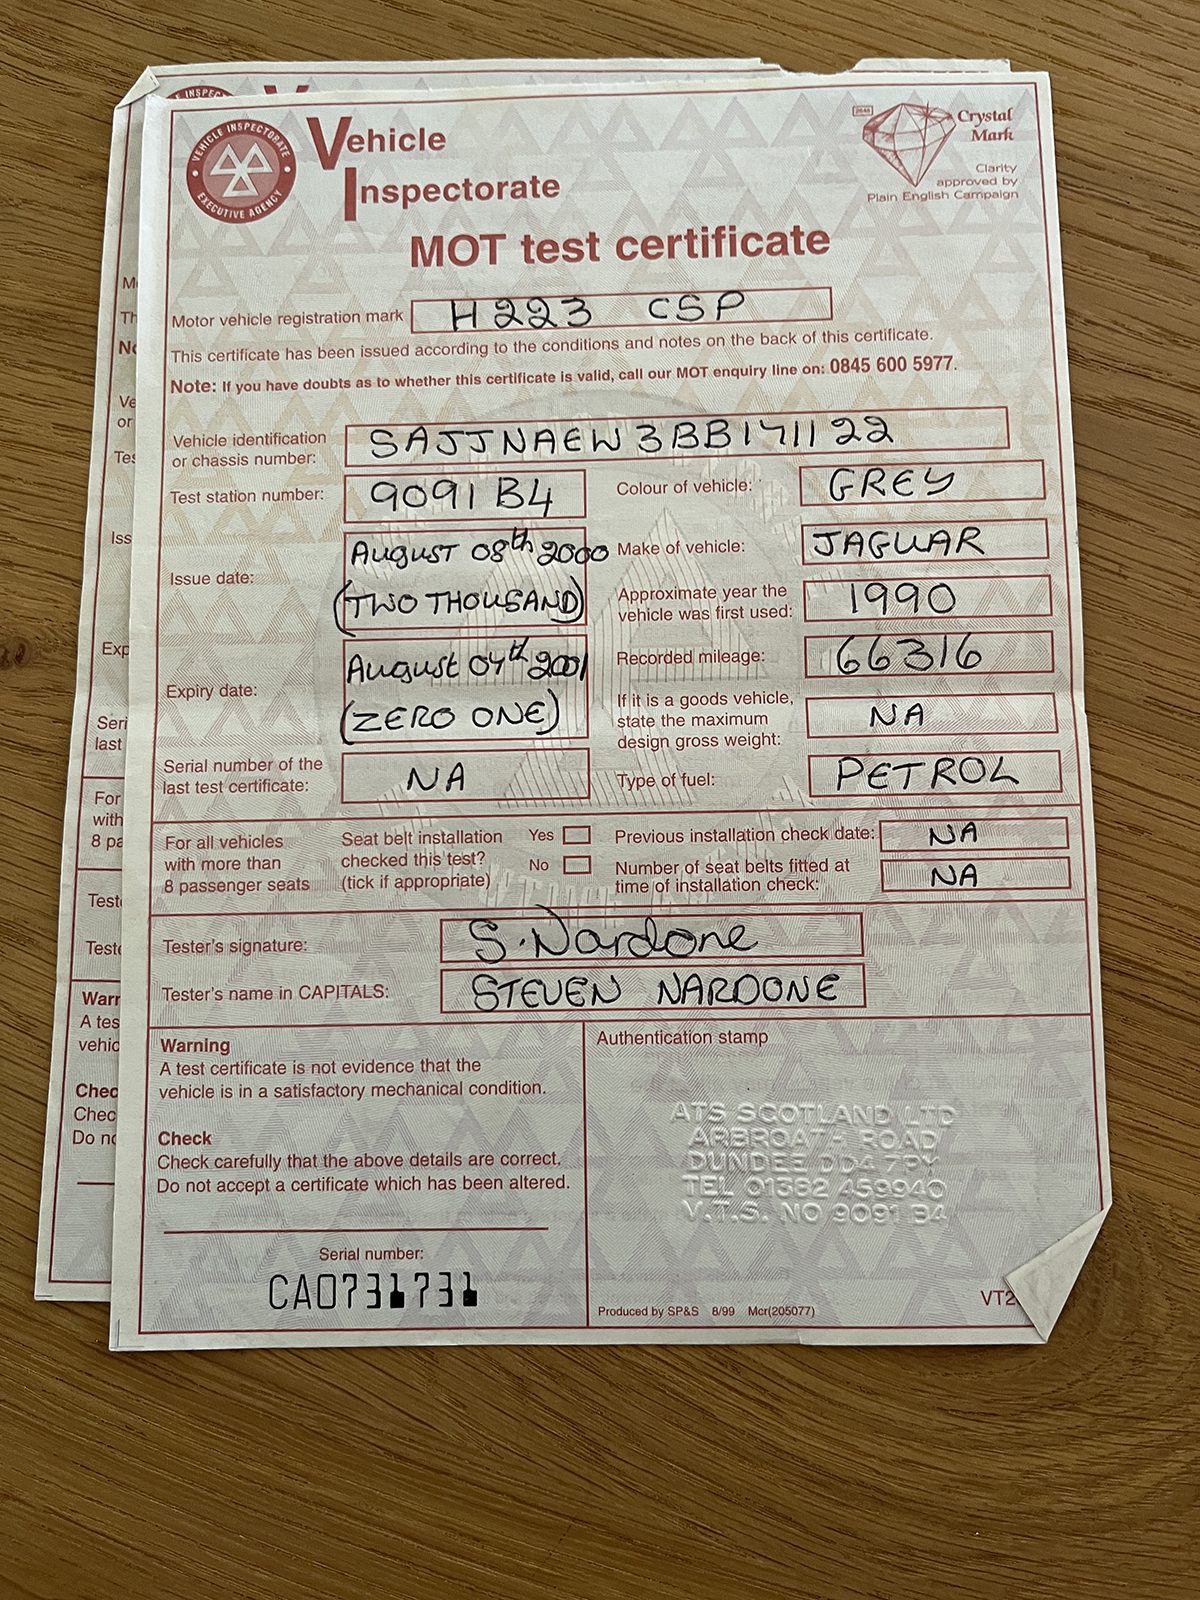 VEHICLE INSPECTORATE
EXECUTIVE AGENCY
Vehicle
Inspectorate
Crystal
Mark
Clarity
approved by
Plain English Campaign
MOT test certificate
Motor vehicle registration mark H223 CSP
This certificate has been issued according to the conditions and notes on the back of this certificate.
Note: If you have doubts as to whether this certificate is valid, call our MOT enquiry line on: 0845 600 5977.
Vehicle identification
or chassis number: SAJJNAEW3BB171122
Test station number: 9091 B4
Colour of vehicle: GREY
Issue date: August 08th 2000
(TWO THOUSAND)
Make of vehicle: JAGUAR
Approximate year the
vehicle was first used: 1990
Expiry date: August 04th 2001
(ZERO ONE)
Recorded mileage: 66316
If it is a goods vehicle,
state the maximum
design gross weight: NA
Serial number of the
last test certificate: NA
Type of fuel: PETROL
For all vehicles
with more than
8 passenger seats
Seat belt installation
checked this test?
(tick if appropriate)
Yes
No
Previous installation check date: NA
Number of seat belts fitted at
time of installation check: NA
Tester's signature: S. Nardone
Tester's name in CAPITALS: STEVEN NARDONE
Warning
A test certificate is not evidence that the
vehicle is in a satisfactory mechanical condition.
Check
Check carefully that the above details are correct.
Do not accept a certificate which has been altered.
Serial number:
CA0731731
Authentication stamp
ATS SCOTLAND LTD
ARBROATH ROAD
DUNDEE DD4 7PY
TEL 01382 459940
V.T.S. NO 9091 B4
Produced by SP&S 8/99 Mcr(205077)